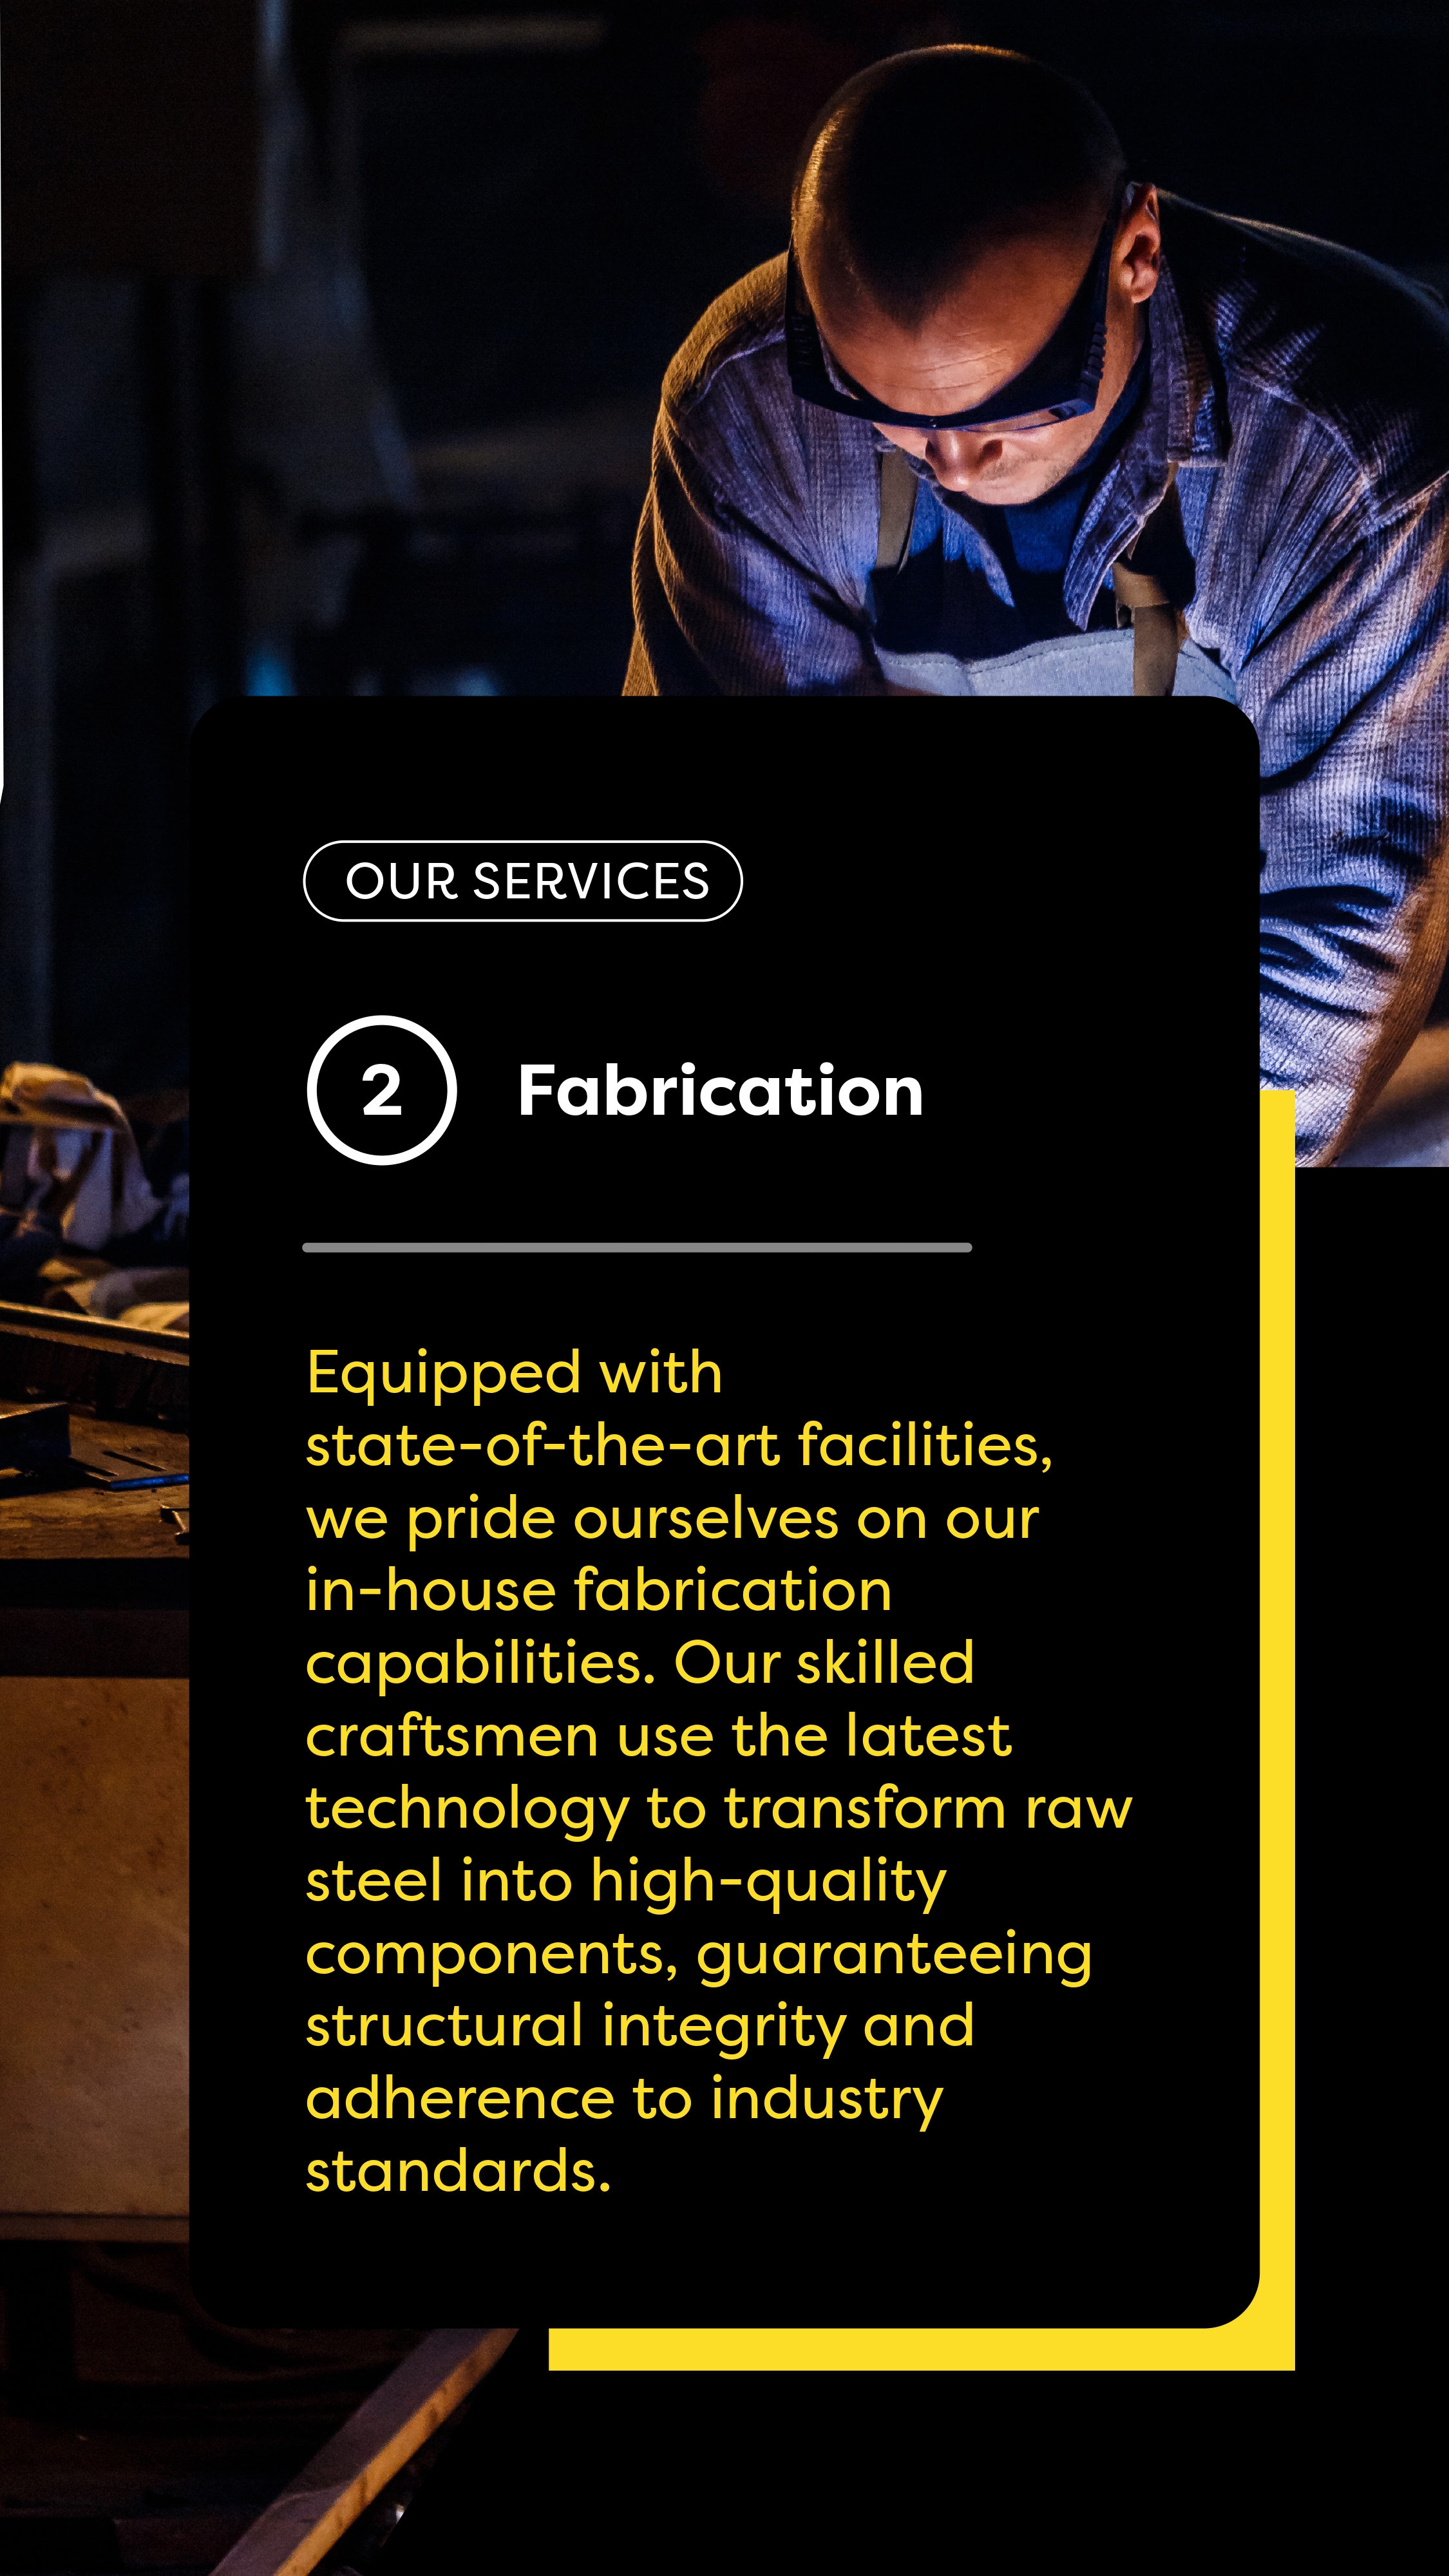 OUR SERVICES
2 Fabrication
Equipped with
state-of-the-art facilities,
we pride ourselves on our
in-house fabrication
capabilities. Our skilled
craftsmen use the latest
technology to transform raw
steel into high-quality
components, guaranteeing
structural integrity and
adherence to industry
standards.